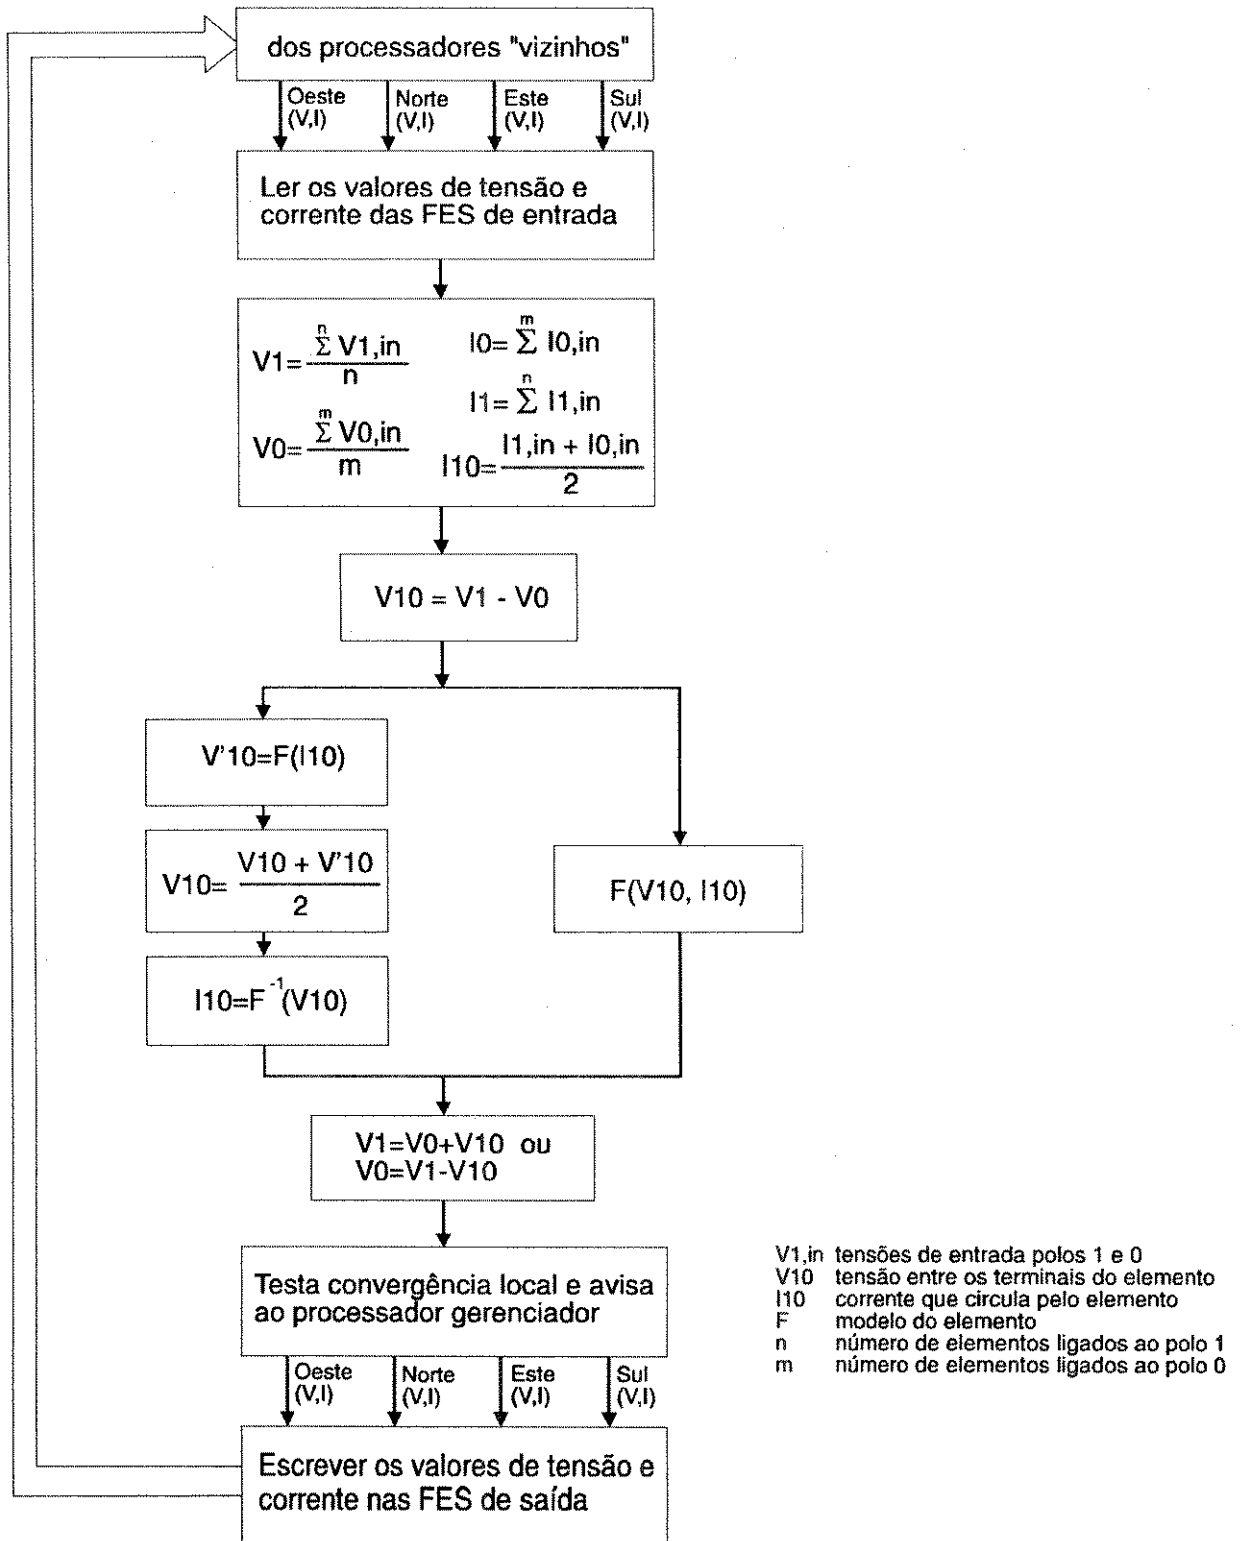 dos processadores "vizinhos"
Oeste (V,I)
Norte (V,I)
Este (V,I)
Sul (V,I)
Ler os valores de tensão e
corrente das FES de entrada
V1= n Σ V1,in / n
I0= m Σ I0,in
I1= n Σ I1,in
V0= m Σ V0,in / m
I10= I1,in + I0,in / 2
V10 = V1 - V0
V'10=F(I10)
V10= V10 + V'10 / 2
F(V10, I10)
I10=F -1 (V10)
V1=V0+V10 ou
V0=V1-V10
Testa convergência local e avisa
ao processador gerenciador
Oeste (V,I)
Norte (V,I)
Este (V,I)
Sul (V,I)
Escrever os valores de tensão e
corrente nas FES de saída
V1,in tensões de entrada polos 1 e 0
V10 tensão entre os terminais do elemento
I10 corrente que circula pelo elemento
F modelo do elemento
n número de elementos ligados ao polo 1
m número de elementos ligados ao polo 0